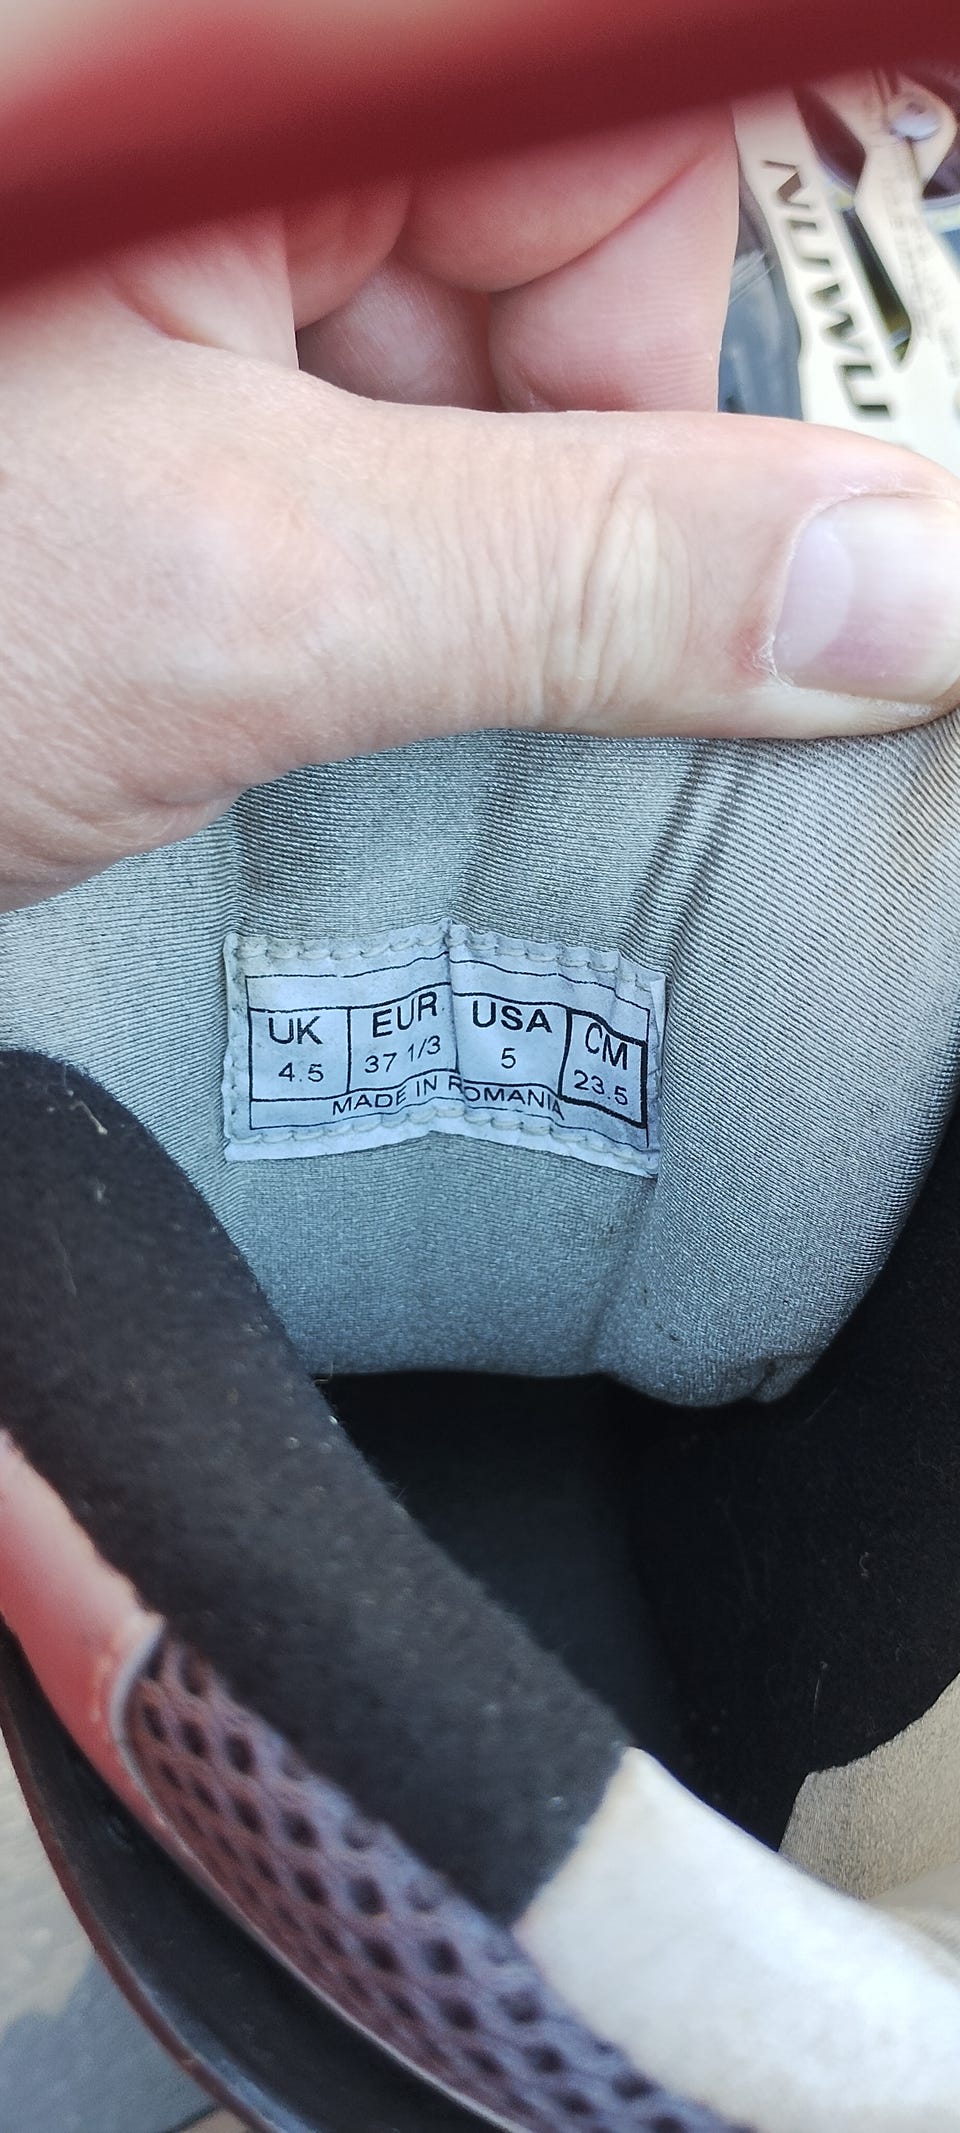 UK EUR USA CM
4.5 37 1/3 5 23.5
MADE IN ROMANIA